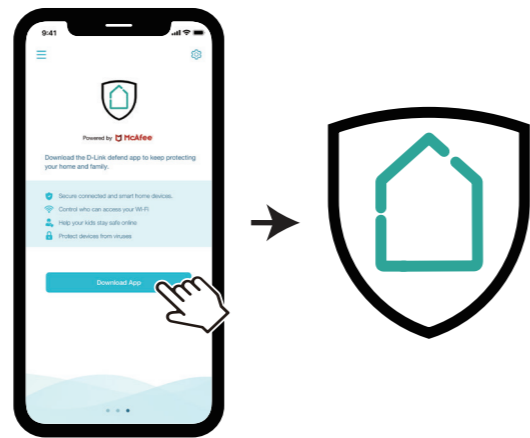 9:41
Powered by McAfee
Download the D-Link defend app to keep protecting
your home and family.
Secure connected and smart home devices.
Control who can access your Wi-Fi
Help your kids stay safe online
Protect devices from viruses
Download App